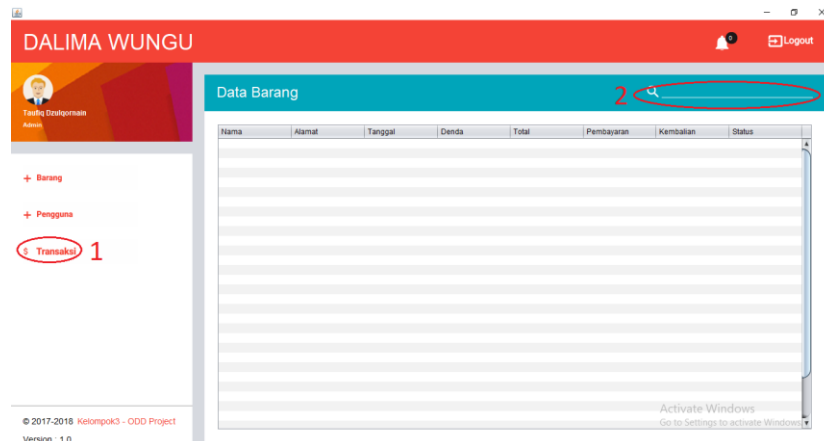 DALIMA WUNGU
0
Logout
Taufiq Dzulqornain
Admin
Data Barang
2
Nama Alamat Tanggal Denda Total Pembayaran Kembalian Status
+ Barang
+ Pengguna
$ Transaksi 1
Activate Windows
Go to Settings to activate Windows.
© 2017-2018 Kelompok3 - ODD Project
Version : 1.0